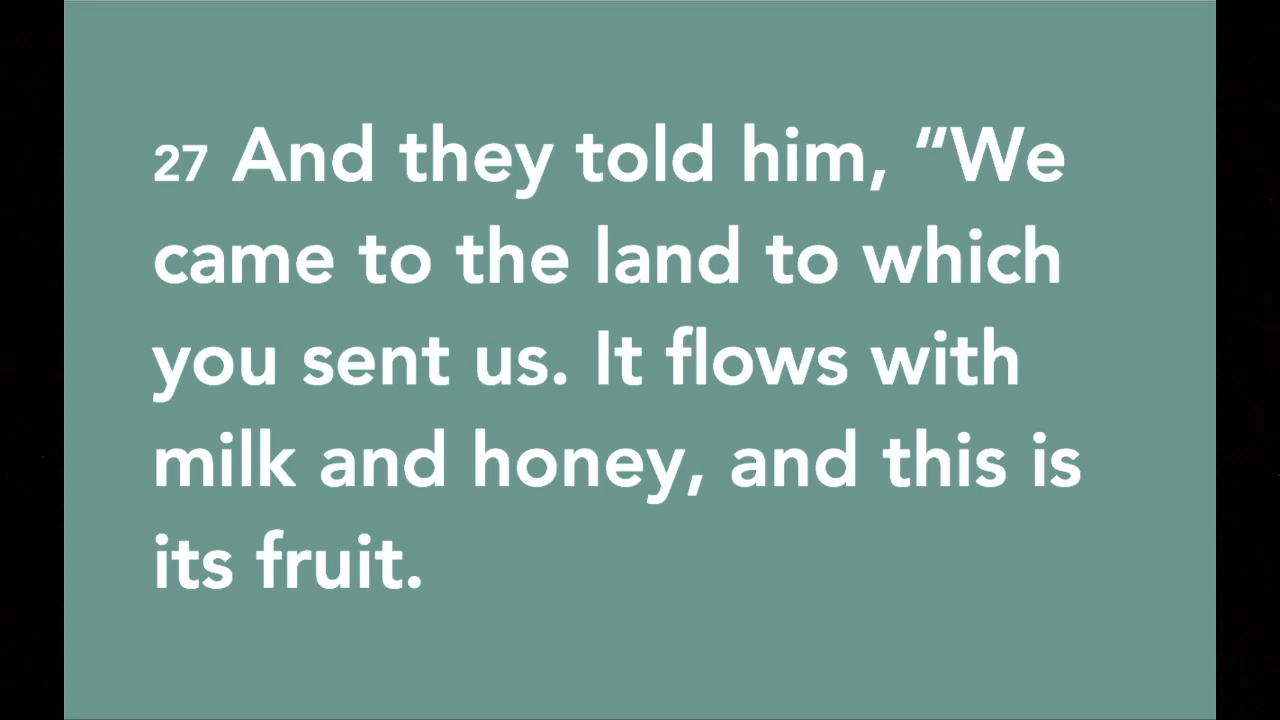 27 And they told him, “We
came to the land to which
you sent us. It flows with
milk and honey, and this is
its fruit.